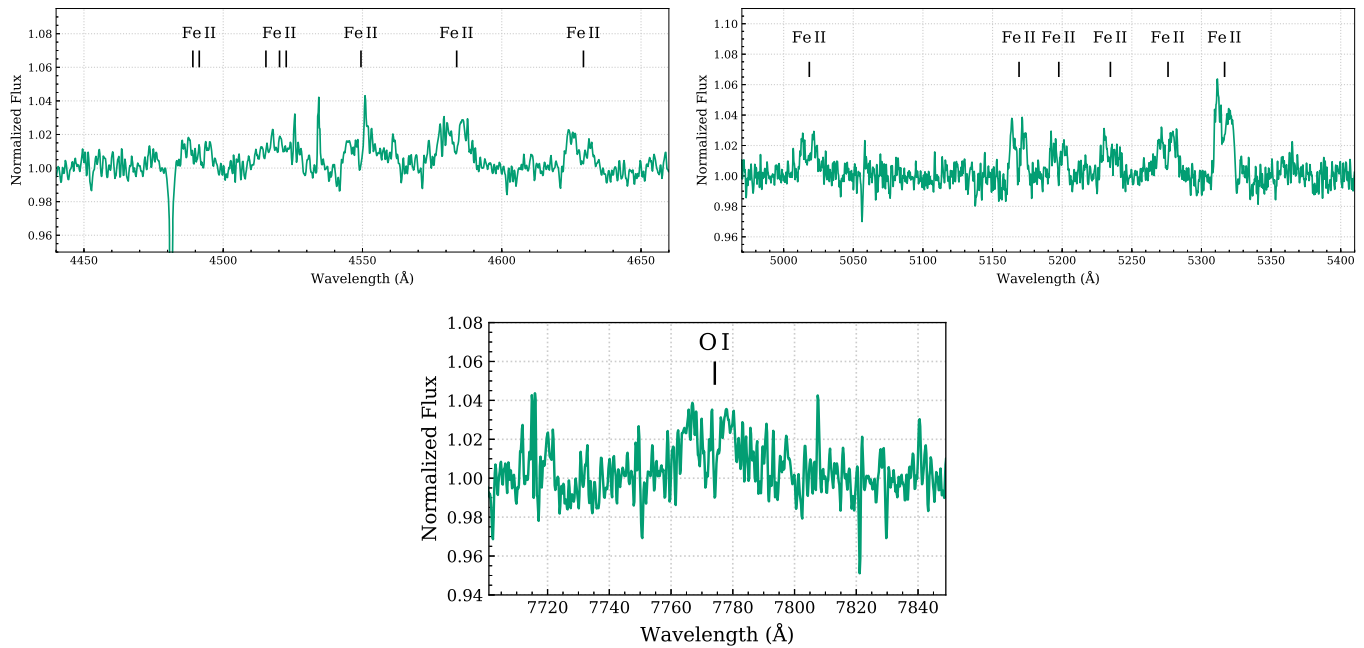 Fe II Fe II Fe II Fe II Fe II
1.08
1.06
1.04
1.02
1.00
0.98
0.96
Normalized Flux
4450 4500 4550 4600 4650
Wavelength (Å)
Fe II Fe II Fe II Fe II Fe II Fe II
1.10
1.08
1.06
1.04
1.02
1.00
0.98
0.96
Normalized Flux
5000 5050 5100 5150 5200 5250 5300 5350 5400
Wavelength (Å)
O I
1.08
1.06
1.04
1.02
1.00
0.98
0.96
0.94
Normalized Flux
7720 7740 7760 7780 7800 7820 7840
Wavelength (Å)